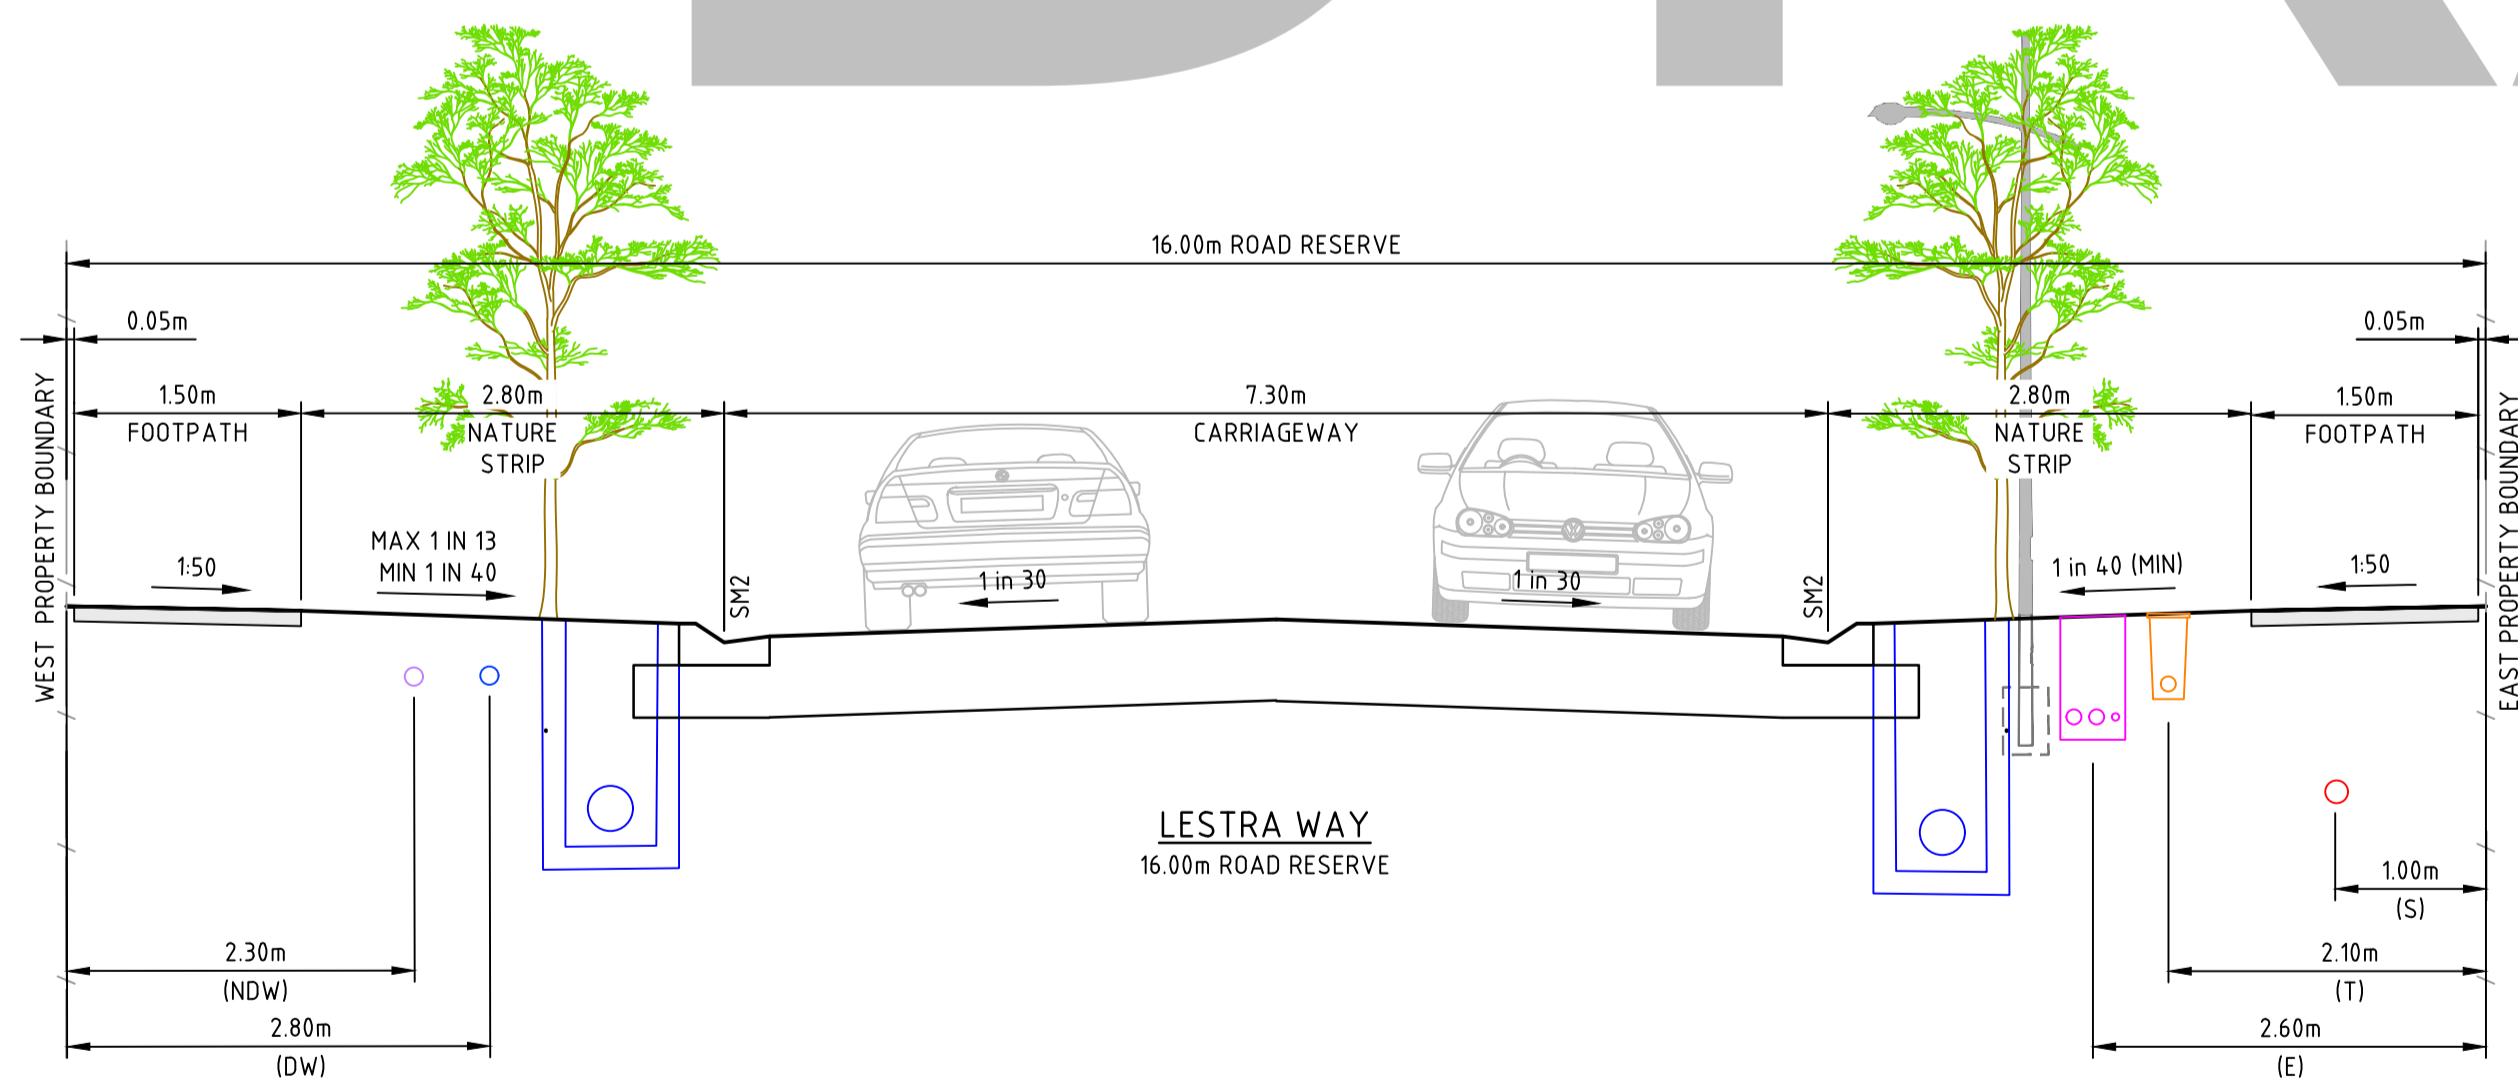 16.00m ROAD RESERVE
0.05m
0.05m
1.50m
FOOTPATH
2.80m
NATURE
STRIP
7.30m
CARRIAGEWAY
2.80m
NATURE
STRIP
1.50m
FOOTPATH
WEST PROPERTY BOUNDARY
EAST PROPERTY BOUNDARY
1:50
MAX 1 IN 13
MIN 1 IN 40
SM2
1 in 30
1 in 30
SM2
1 in 40 (MIN)
1:50
LESTRA WAY
16.00m ROAD RESERVE
1.00m
(S)
2.30m
(NDW)
2.10m
(T)
2.80m
(DW)
2.60m
(E)